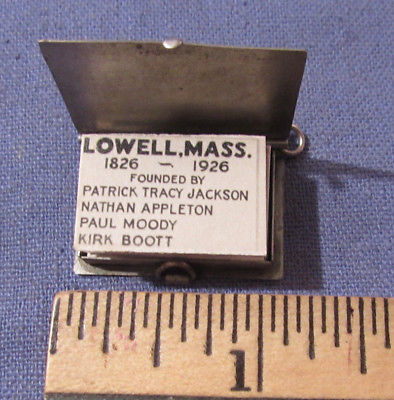 LOWELL, MASS.
1826 ~ 1926
FOUNDED BY
PATRICK TRACY JACKSON
NATHAN APPLETON
PAUL MOODY
KIRK BOOTT
1